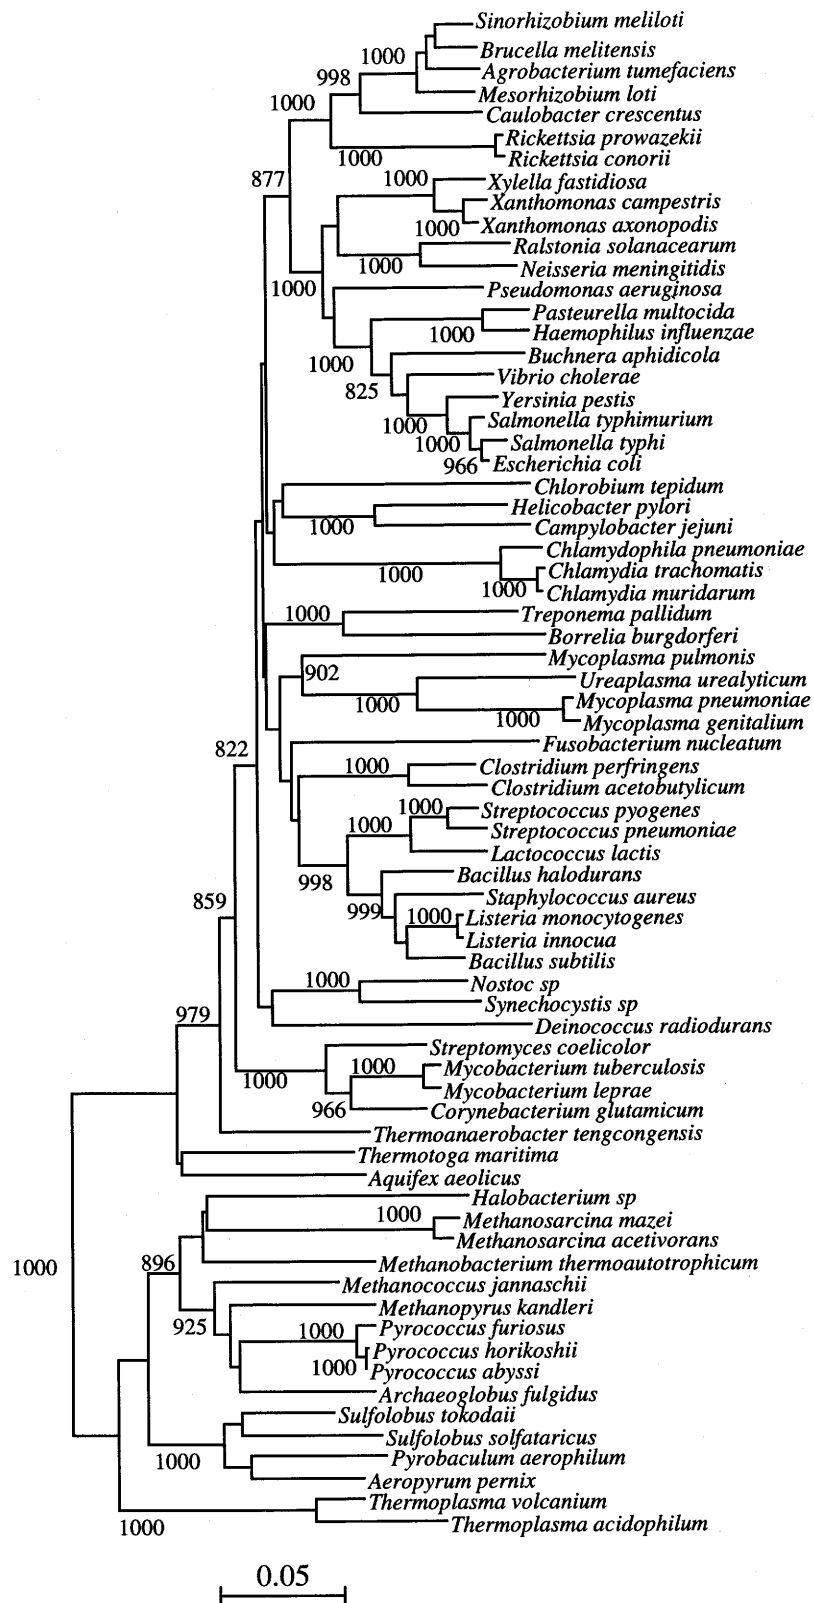 Sinorhizobium meliloti
Brucella melitensis
1000
Agrobacterium tumefaciens
998
Mesorhizobium loti
1000
Caulobacter crescentus
Rickettsia prowazekii
1000
Rickettsia conorii
877
1000
Xylella fastidiosa
Xanthomonas campestris
1000
Xanthomonas axonopodis
Ralstonia solanacearum
1000
Neisseria meningitidis
1000
Pseudomonas aeruginosa
Pasteurella multocida
1000
Haemophilus influenzae
1000
Buchnera aphidicola
825
Vibrio cholerae
Yersinia pestis
1000
Salmonella typhimurium
1000
Salmonella typhi
966
Escherichia coli
Chlorobium tepidum
Helicobacter pylori
1000
Campylobacter jejuni
Chlamydophila pneumoniae
1000
Chlamydia trachomatis
1000
Chlamydia muridarum
1000
Treponema pallidum
Borrelia burgdorferi
Mycoplasma pulmonis
902
Ureaplasma urealyticum
1000
Mycoplasma pneumoniae
1000
Mycoplasma genitalium
822
Fusobacterium nucleatum
1000
Clostridium perfringens
Clostridium acetobutylicum
1000
Streptococcus pyogenes
1000
Streptococcus pneumoniae
Lactococcus lactis
998
Bacillus halodurans
859
Staphylococcus aureus
999
1000
Listeria monocytogenes
Listeria innocua
Bacillus subtilis
1000
Nostoc sp
Synechocystis sp
979
Deinococcus radiodurans
Streptomyces coelicolor
1000
1000
Mycobacterium tuberculosis
Mycobacterium leprae
966
Corynebacterium glutamicum
Thermoanaerobacter tengcongensis
Thermotoga maritima
Aquifex aeolicus
Halobacterium sp
1000
Methanosarcina mazei
Methanosarcina acetivorans
1000
896
Methanobacterium thermoautotrophicum
Methanococcus jannaschii
925
Methanopyrus kandleri
1000
Pyrococcus furiosus
Pyrococcus horikoshii
1000
Pyrococcus abyssi
Archaeoglobus fulgidus
Sulfolobus tokodaii
Sulfolobus solfataricus
1000
Pyrobaculum aerophilum
Aeropyrum pernix
Thermoplasma volcanium
1000
Thermoplasma acidophilum
0.05